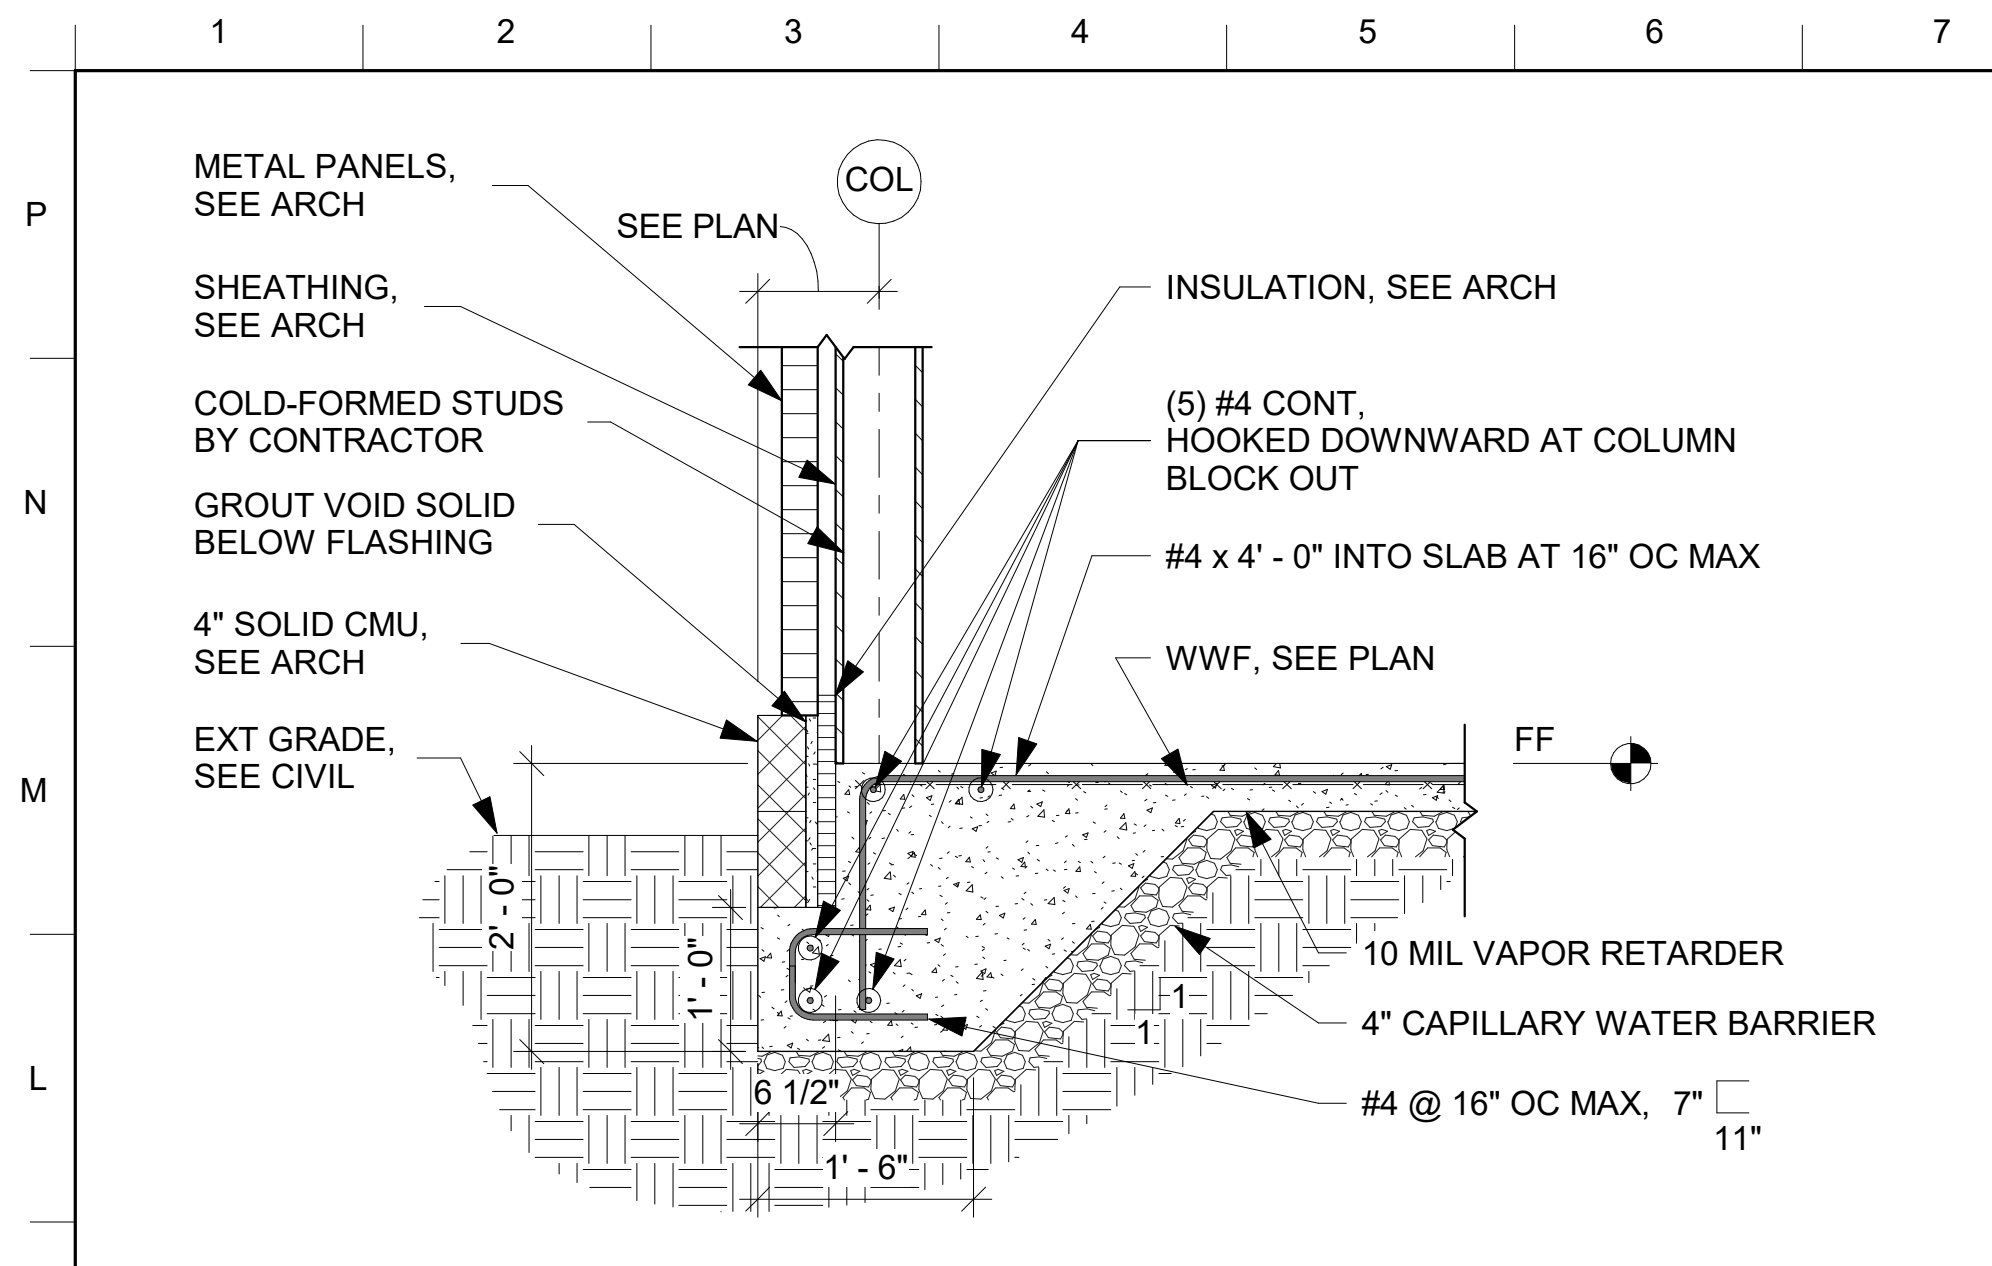 1 2 3 4 5 6 7
P
N
M
L
COL
METAL PANELS,
SEE ARCH
SEE PLAN
SHEATHING,
SEE ARCH
COLD-FORMED STUDS
BY CONTRACTOR
GROUT VOID SOLID
BELOW FLASHING
4" SOLID CMU,
SEE ARCH
EXT GRADE,
SEE CIVIL
INSULATION, SEE ARCH
(5) #4 CONT,
HOOKED DOWNWARD AT COLUMN
BLOCK OUT
#4 x 4' - 0" INTO SLAB AT 16" OC MAX
WWF, SEE PLAN
FF
2' - 0"
1' - 0"
10 MIL VAPOR RETARDER
1
1
4" CAPILLARY WATER BARRIER
6 1/2"
#4 @ 16" OC MAX, 7"
11"
1' - 6"